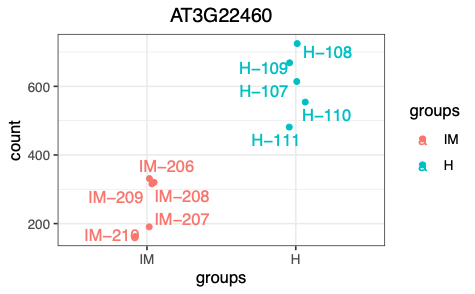 AT3G22460
count
600
400
200
H−108
H−109
H−107
H−110
H−111
IM−206
IM−209
IM−208
IM−207
IM−210
IM
H
groups
groups
a IM
a H